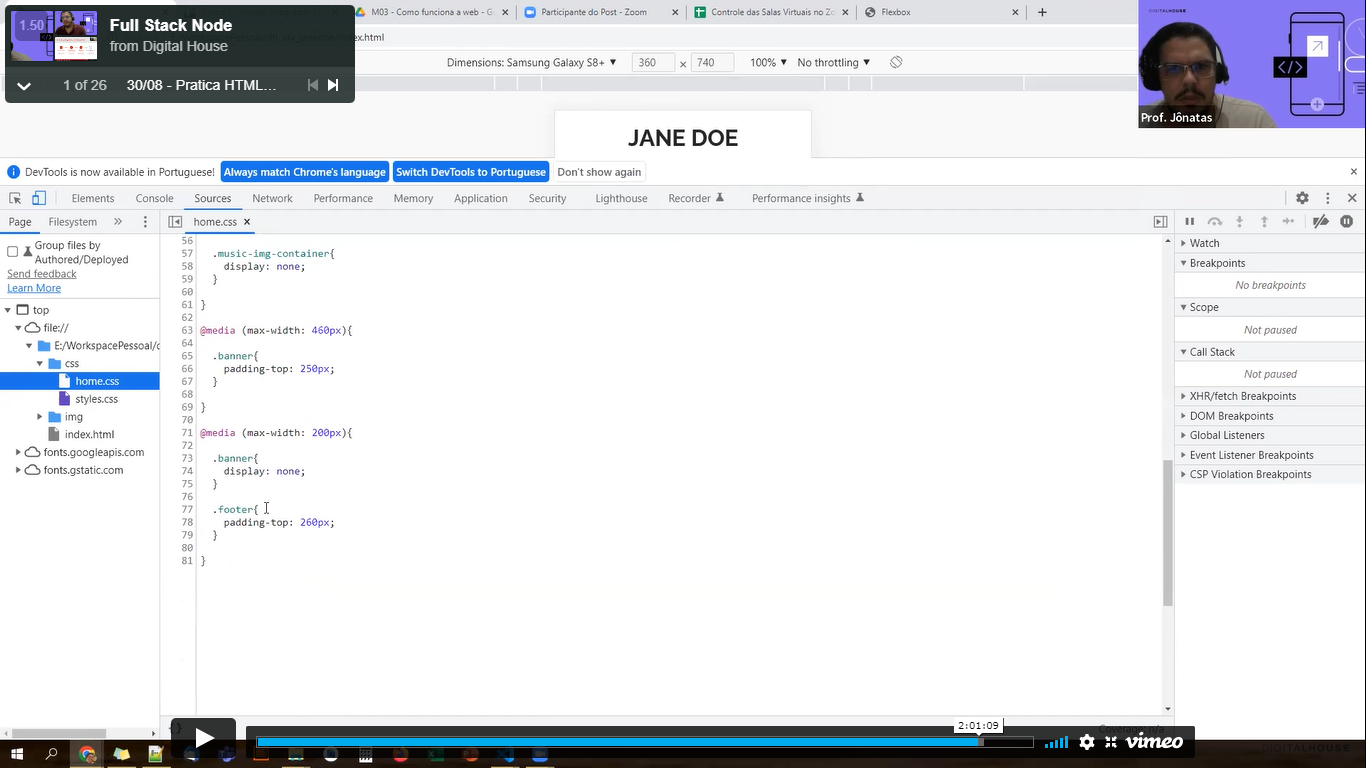 1.50
Full Stack Node
from Digital House
1 of 26
30/08 - Pratica HTML...
M03 - Como funciona a web - G
Participante do Post - Zoom
Controle das Salas Virtuais no Zo
Flexbox
index.html
Dimensions: Samsung Galaxy S8+
360 x 740
100%
No throttling
DIGITALHOUSE
</>
Prof. Jônatas
JANE DOE
DevTools is now available in Portuguese!
Always match Chrome's language
Switch DevTools to Portuguese
Don't show again
Elements
Console
Sources
Network
Performance
Memory
Application
Security
Lighthouse
Recorder
Performance insights
Page
Filesystem
home.css
Group files by
Authored/Deployed
Send feedback
Learn More
top
file://
E:/WorkspacePessoal/
css
home.css
styles.css
img
index.html
fonts.googleapis.com
fonts.gstatic.com
56
57 .music-img-container{
58 display: none;
59 }
60
61 }
62
63 @media (max-width: 460px){
64
65 .banner{
66 padding-top: 250px;
67 }
68
69 }
70
71 @media (max-width: 200px){
72
73 .banner{
74 display: none;
75 }
76
77 .footer{
78 padding-top: 260px;
79 }
80
81 }
Watch
Breakpoints
No breakpoints
Scope
Not paused
Call Stack
Not paused
XHR/fetch Breakpoints
DOM Breakpoints
Global Listeners
Event Listener Breakpoints
CSP Violation Breakpoints
2:01:09
Coverage: n/a
vimeo
DIGITALHOUSE